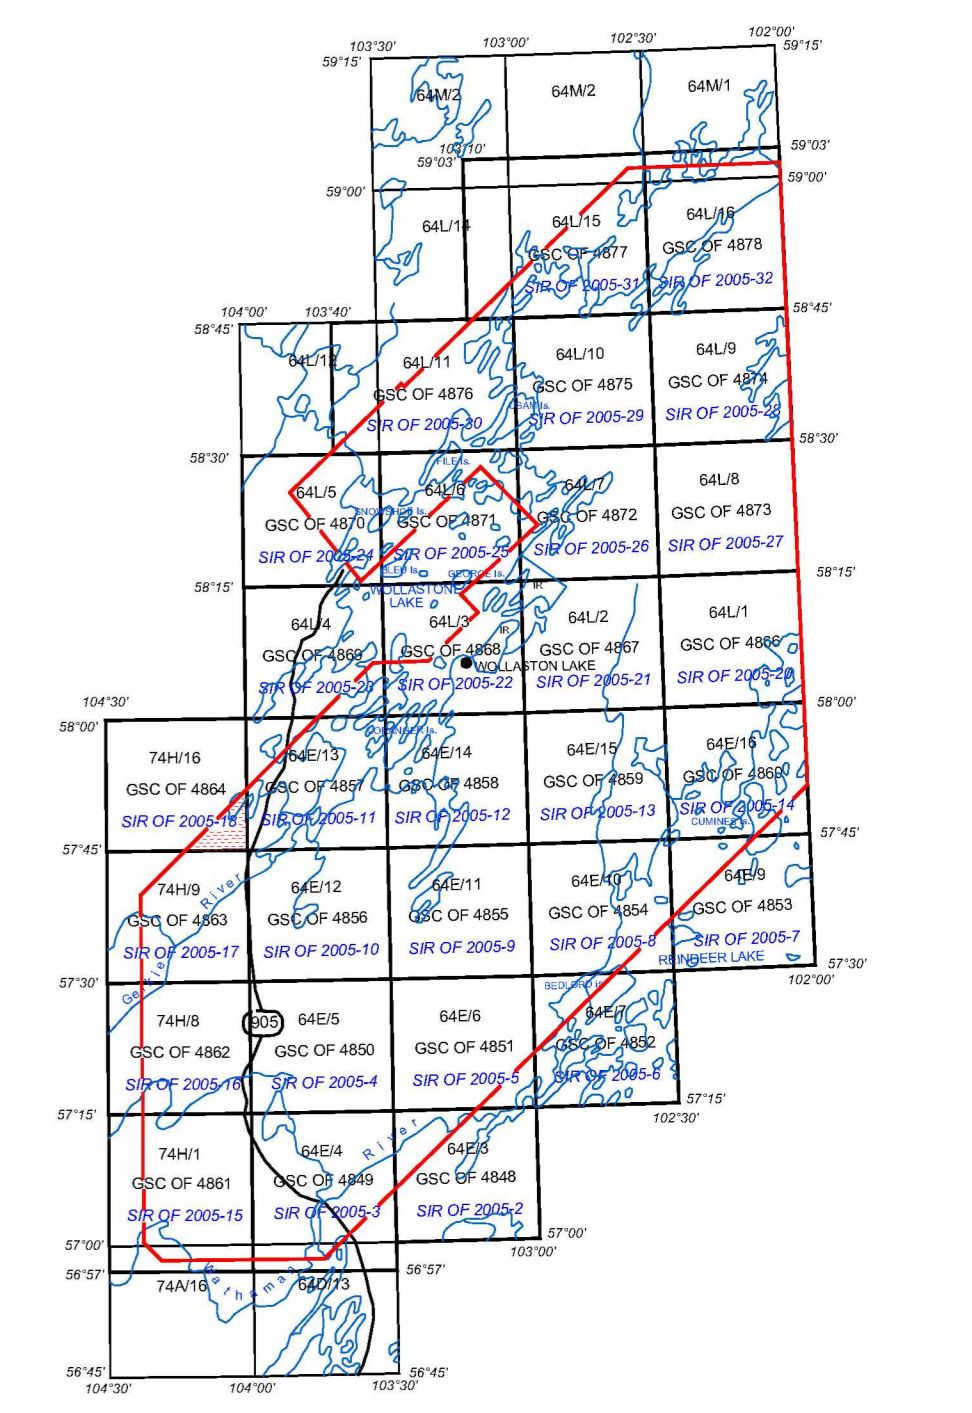 102°00'
102°30'
103°00'
103°30'
59°15'
59°15'
64M/2
64M/2
64M/1
103°10'
59°03'
59°03'
59°00'
59°00'
64L/14
64L/15
GSC OF 4877
SIR OF 2005-31
64L/16
GSC OF 4878
SIR OF 2005-32
104°00'
103°40'
58°45'
58°45'
64L/12
64L/11
GSC OF 4876
SIR OF 2005-30
64L/10
GSC OF 4875
SIR OF 2005-29
64L/9
GSC OF 4874
SIR OF 2005-28
58°30'
58°30'
FILE Is.
64L/5
GSC OF 4870
SIR OF 2005-24
SNOWSHOE Is.
64L/6
GSC OF 4871
SIR OF 2005-25
64L/7
GSC OF 4872
SIR OF 2005-26
64L/8
GSC OF 4873
SIR OF 2005-27
58°15'
58°15'
BLEU Is.
GEORGE Is.
WOLLASTON
LAKE
IR
IR
64L/4
GSC OF 4869
SIR OF 2005-23
64L/3
GSC OF 4868
SIR OF 2005-22
WOLLASTON LAKE
64L/2
GSC OF 4867
SIR OF 2005-21
64L/1
GSC OF 4866
SIR OF 2005-20
104°30'
58°00'
58°00'
74H/16
GSC OF 4864
SIR OF 2005-18
64E/13
GSC OF 4857
SIR OF 2005-11
64E/14
GSC OF 4858
SIR OF 2005-12
64E/15
GSC OF 4859
SIR OF 2005-13
64E/16
GSC OF 4860
SIR OF 2005-14
CUMINES Is.
57°45'
57°45'
74H/9
GSC OF 4863
SIR OF 2005-17
River
Geikie
64E/12
GSC OF 4856
SIR OF 2005-10
64E/11
GSC OF 4855
SIR OF 2005-9
64E/10
GSC OF 4854
SIR OF 2005-8
64E/9
GSC OF 4853
SIR OF 2005-7
REINDEER LAKE
57°30'
57°30'
102°00'
74H/8
GSC OF 4862
SIR OF 2005-16
905
64E/5
GSC OF 4850
SIR OF 2005-4
64E/6
GSC OF 4851
SIR OF 2005-5
BEDLORD is.
64E/7
GSC OF 4852
SIR OF 2005-6
57°15'
57°15'
102°30'
74H/1
GSC OF 4861
SIR OF 2005-15
64E/4
GSC OF 4849
SIR OF 2005-3
River
64E/3
GSC OF 4848
SIR OF 2005-2
57°00'
57°00'
103°00'
56°57'
56°57'
74A/16
Wathaman
64D/13
56°45'
56°45'
104°30'
104°00'
103°30'